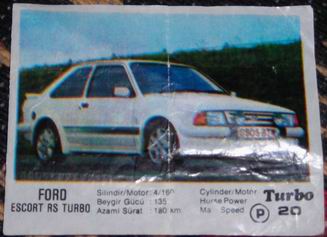 FORD
ESCORT RS TURBO
Silindir/Motor: 4/160
Beygir Gücü : 135
Azami Sürat : 180 km.
Cylinder/Motor
Horse Power
Max Speed
Turbo
P 20